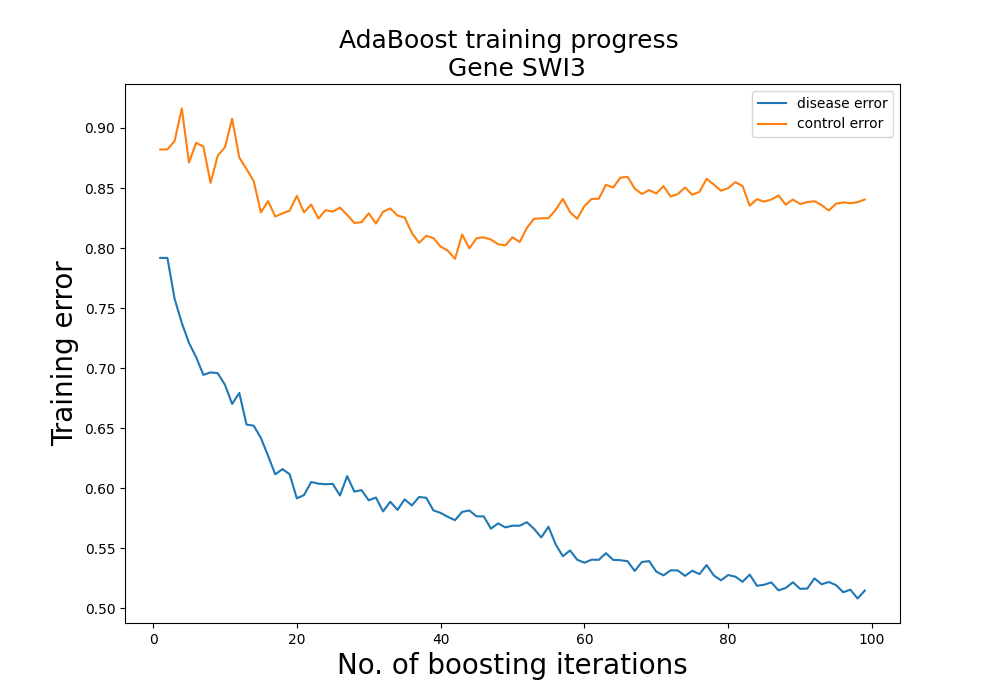 AdaBoost training progress
Gene SWI3
disease error
control error
Training error
0.90
0.85
0.80
0.75
0.70
0.65
0.60
0.55
0.50
0
20
40
60
80
100
No. of boosting iterations